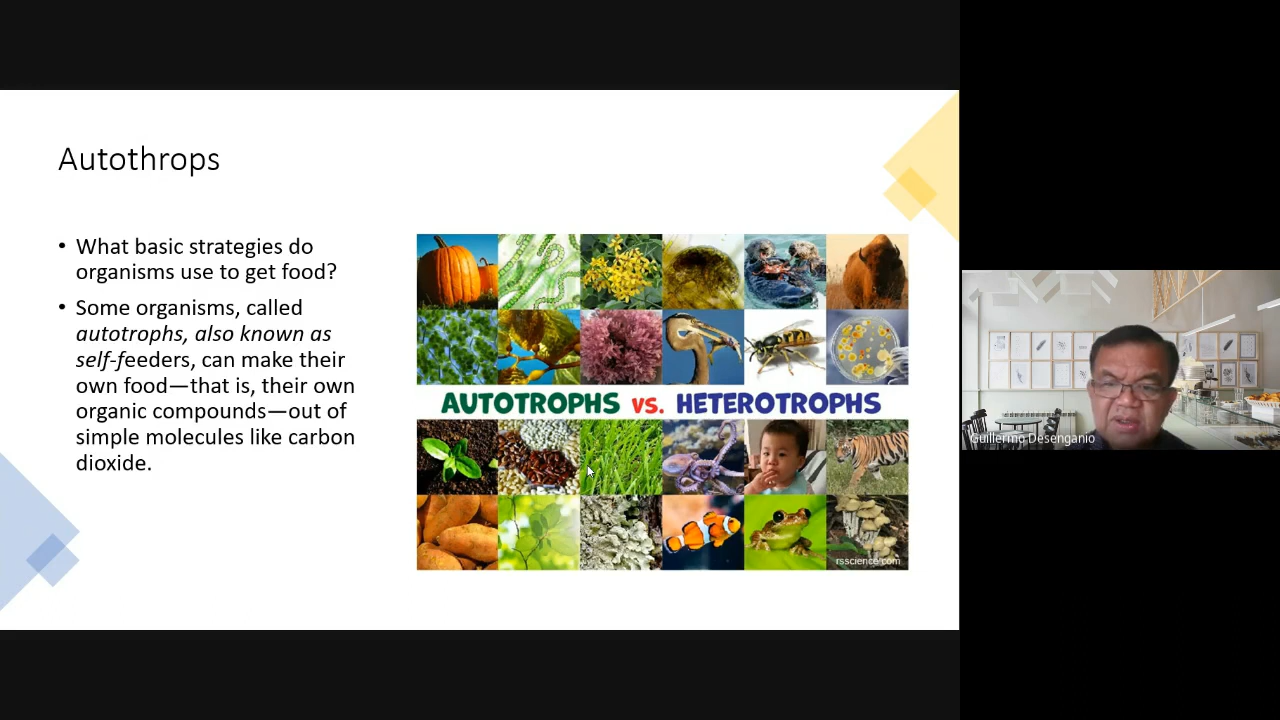 Autothrops
• What basic strategies do
organisms use to get food?
• Some organisms, called
autotrophs, also known as
self-feeders, can make their
own food—that is, their own
organic compounds—out of
simple molecules like carbon
dioxide.
AUTOTROPHS vs. HETEROTROPHS
rsscience.com
Guillermo Desenganio